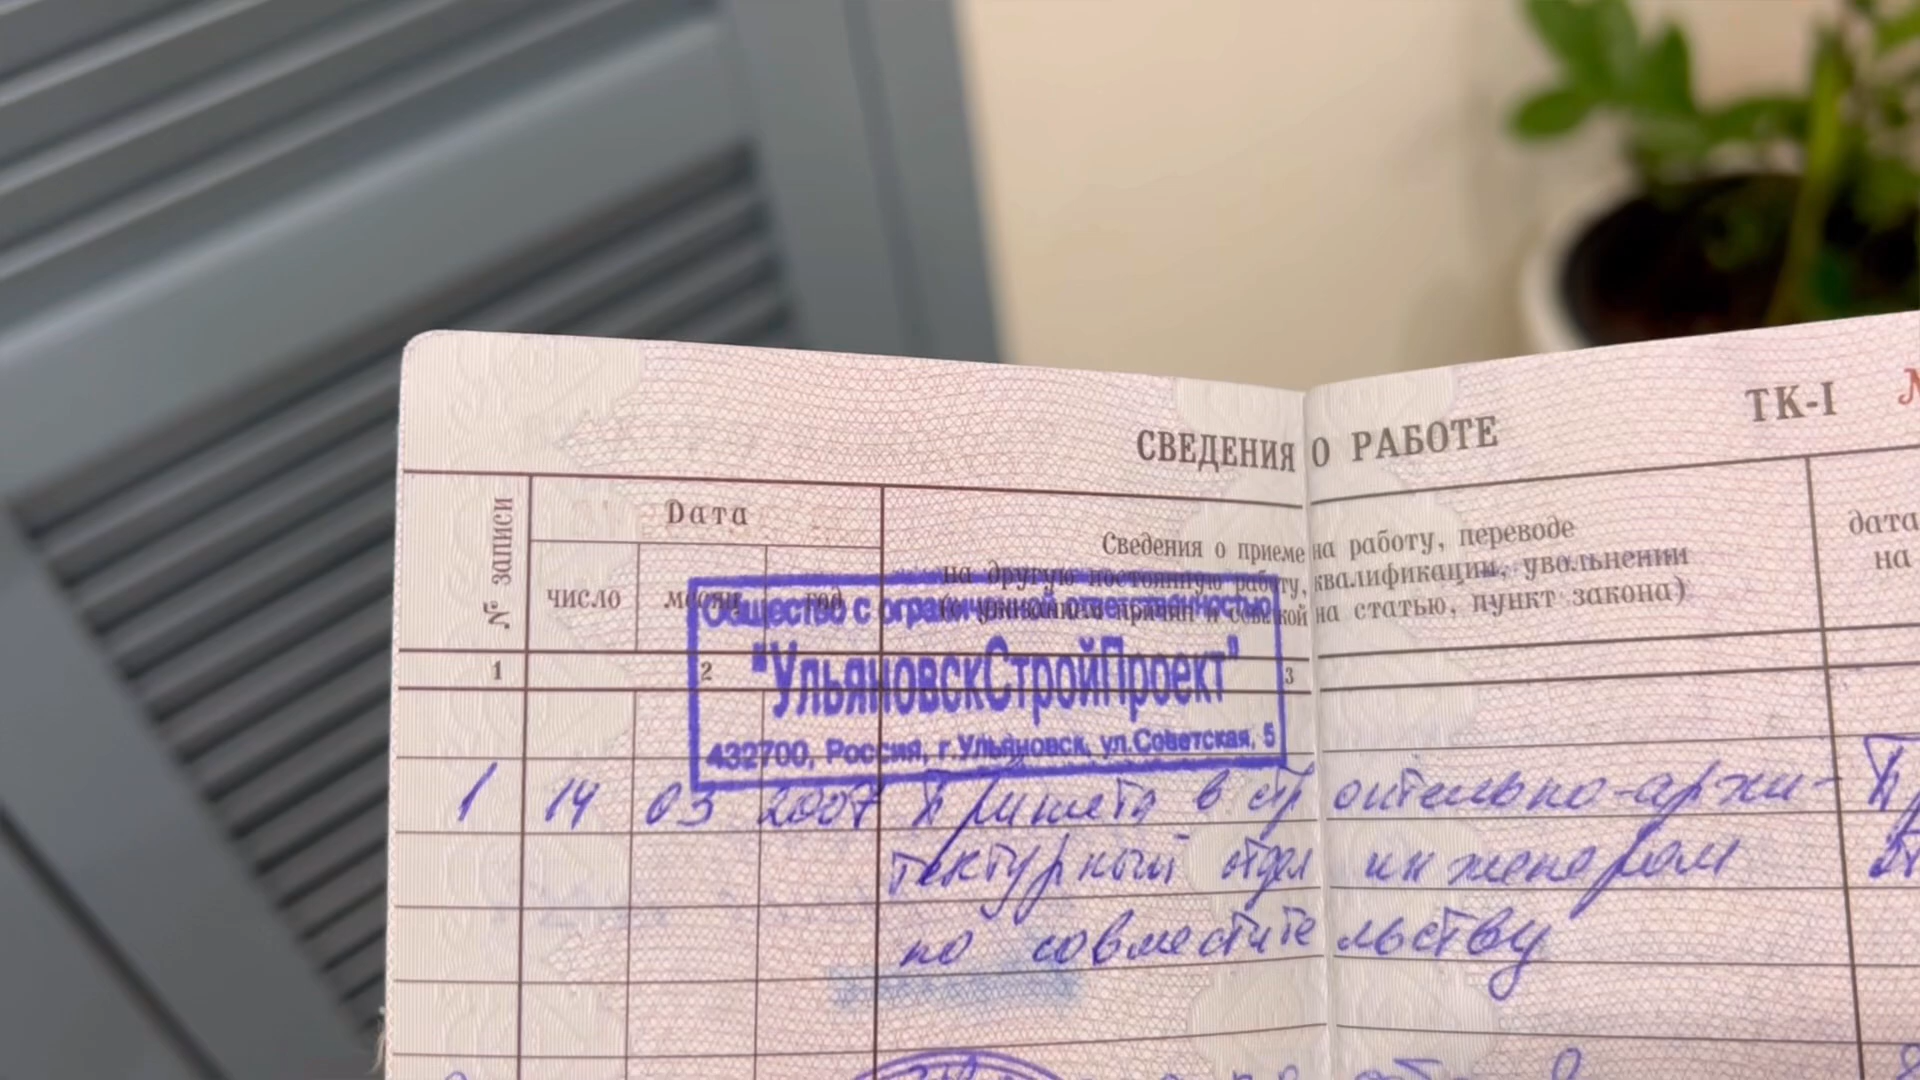 СВЕДЕНИЯ О РАБОТЕ
ТК-I
№ записи
Дата
Сведения о приеме на работу, переводе
на другую постоянную работу, квалификации, увольнении
(с указанием причин и ссылкой на статью, пункт закона)
число
месяц
год
дата
на
1
2
3
Общество с ограниченной ответственностью
"УльяновскСтройПроект"
432700, Россия, г.Ульяновск, ул.Советская, 5
1 14 03 2007 Принята в строительно-архи-
тектурный отдел инженером
по совместительству